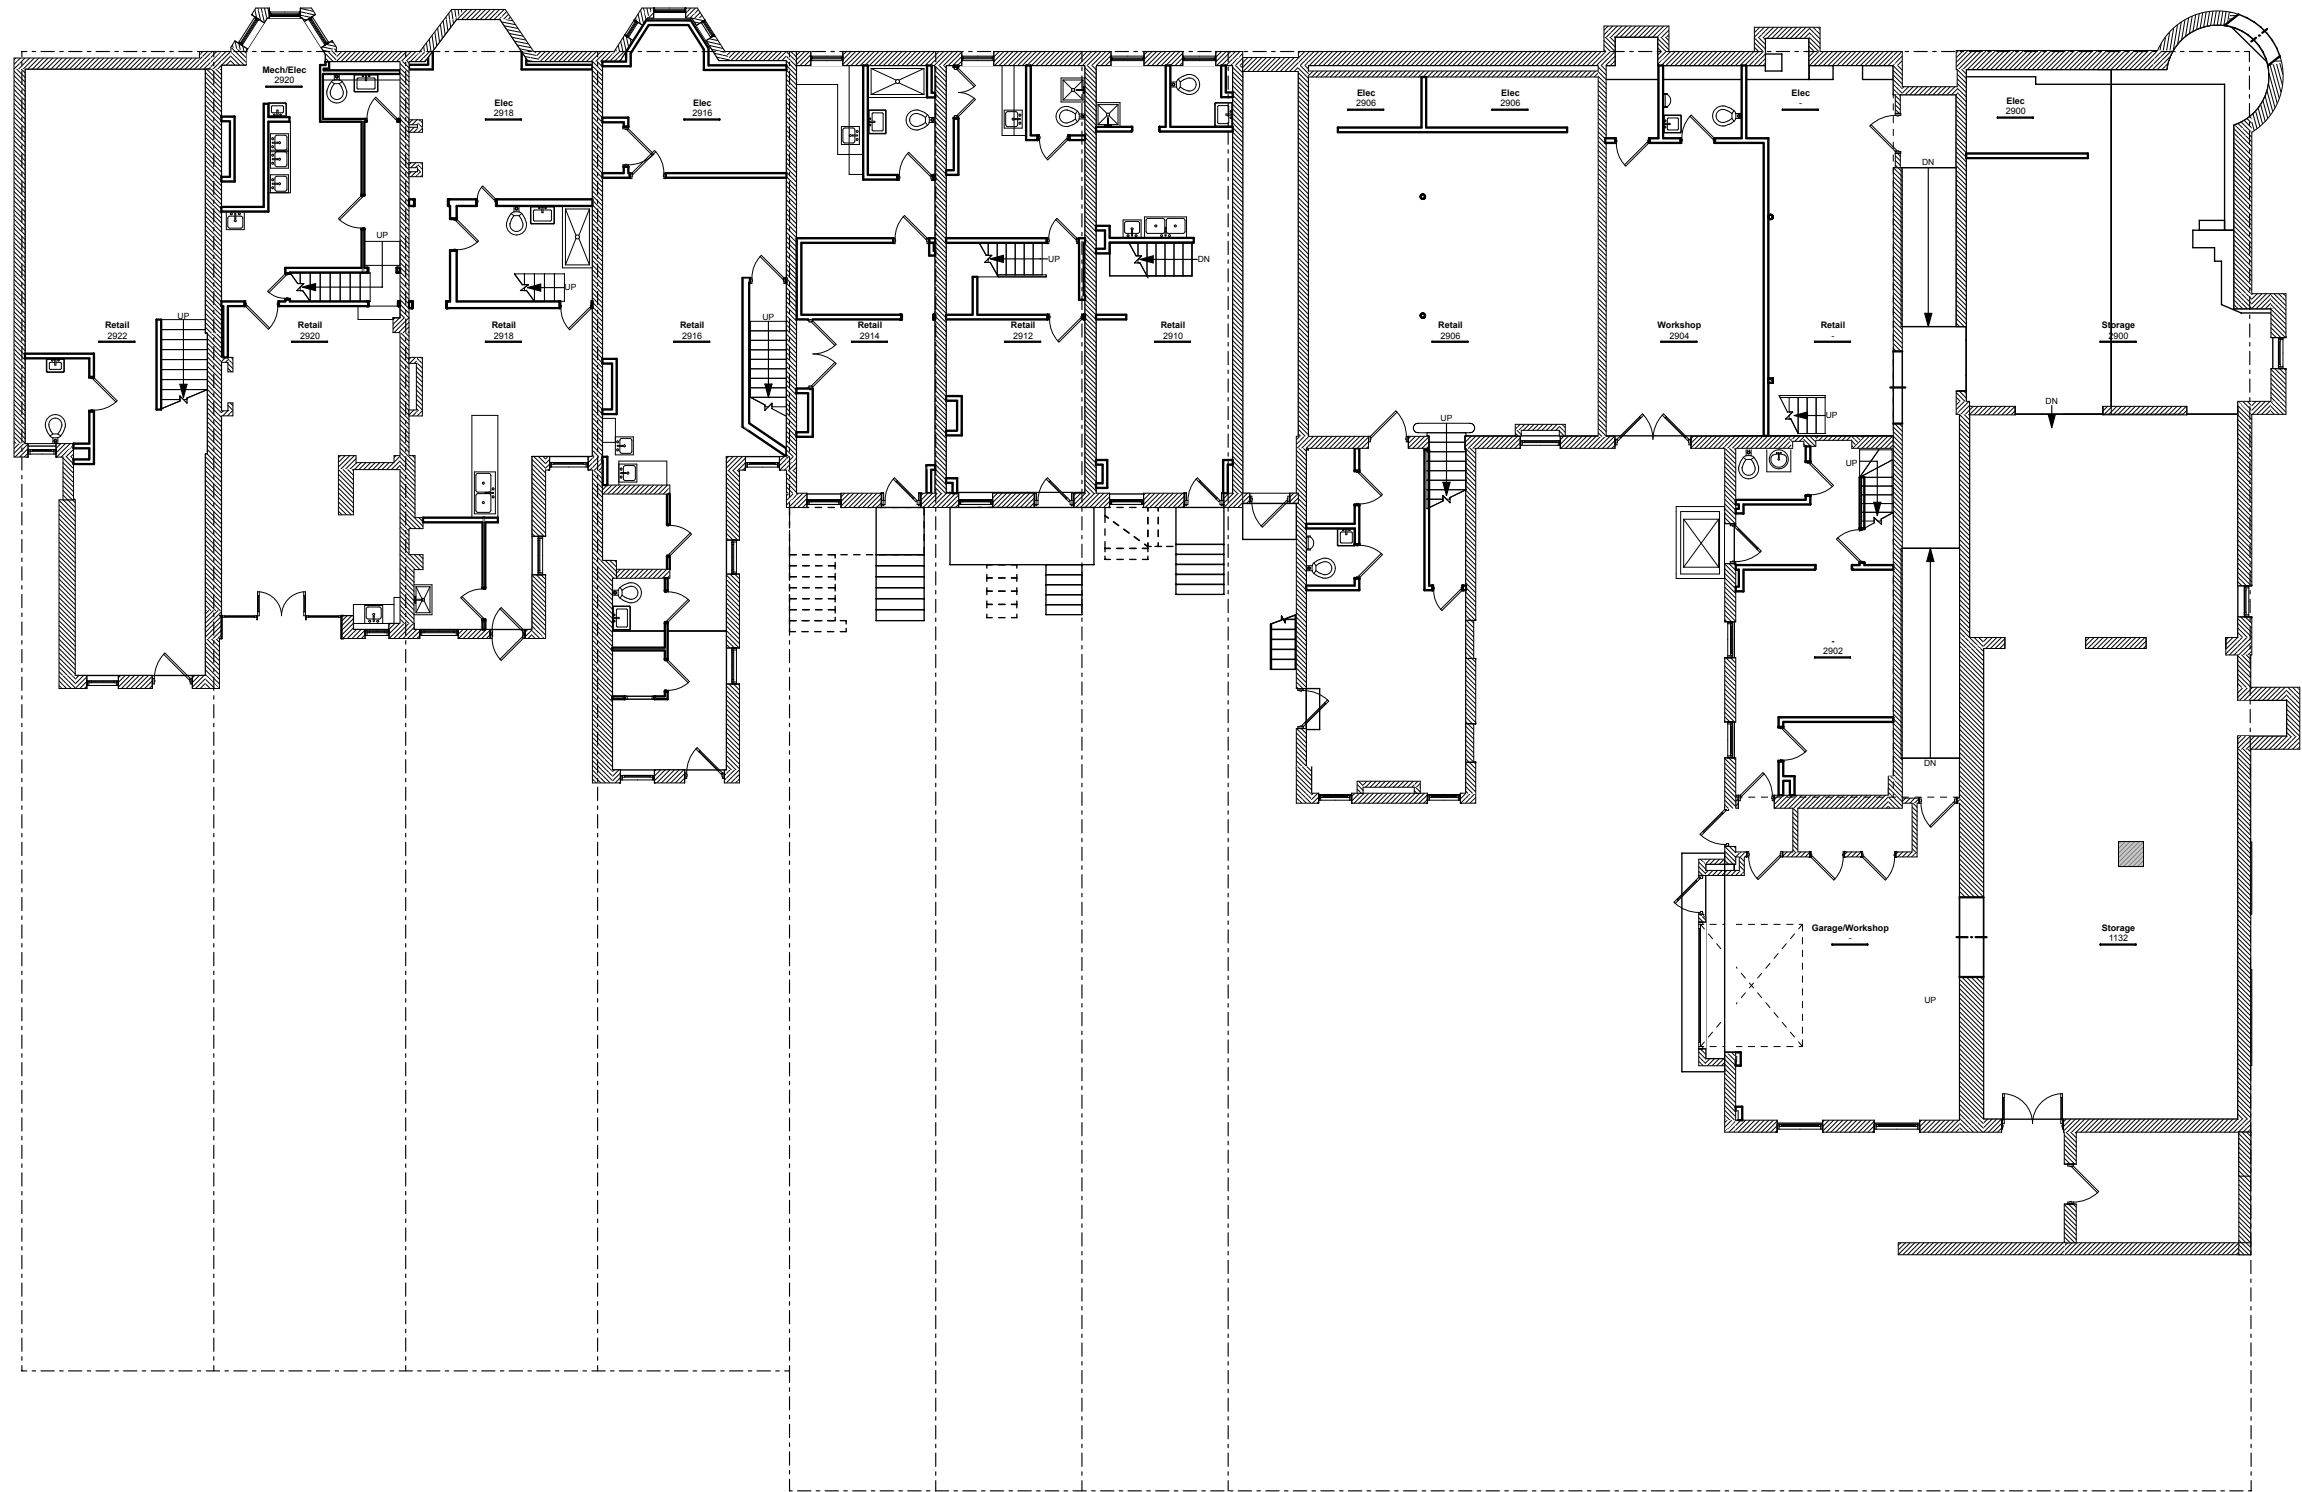 Mech/Elec
2920
Elec
2918
Elec
2916
Elec
2906
Elec
2906
Elec
-
Elec
2900
DN
UP
UP
UP
DN
UP
UP
UP
Retail
2922
Retail
2920
Retail
2918
Retail
2916
Retail
2914
Retail
2912
Retail
2910
Retail
2906
Workshop
2904
Retail
-
Storage
2900
DN
UP
UP
UP
-
2902
DN
Garage/Workshop
-
Storage
1132
UP